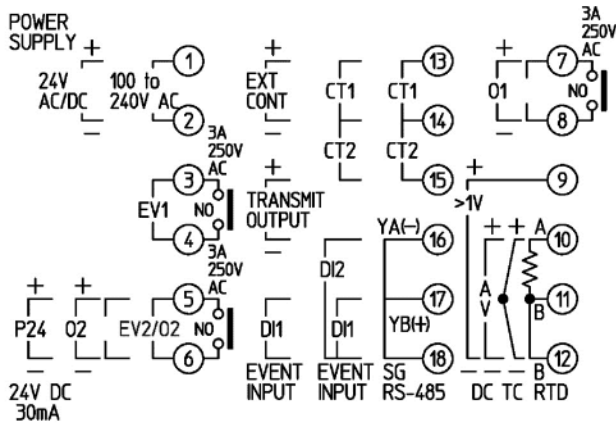 POWER
SUPPLY
+
24V
AC/DC
−
100 to
240V AC
1
2
EXT
CONT
+
−
CT1
CT2
CT1
CT2
13
14
15
O1
+
−
7
8
3A
250V
AC
NO
3A
250V
AC
3
4
EV1
NO
TRANSMIT
OUTPUT
+
−
+
>1V
9
3A
250V
AC
5
6
EV2/O2
NO
P24
+
−
24V DC
30mA
O2
+
−
DI1
EVENT
INPUT
DI2
DI1
EVENT
INPUT
YA(−)
YB(+)
SG
RS-485
16
17
18
+
A
V
−
DC
+
−
TC
A
B
B
RTD
10
11
12
−